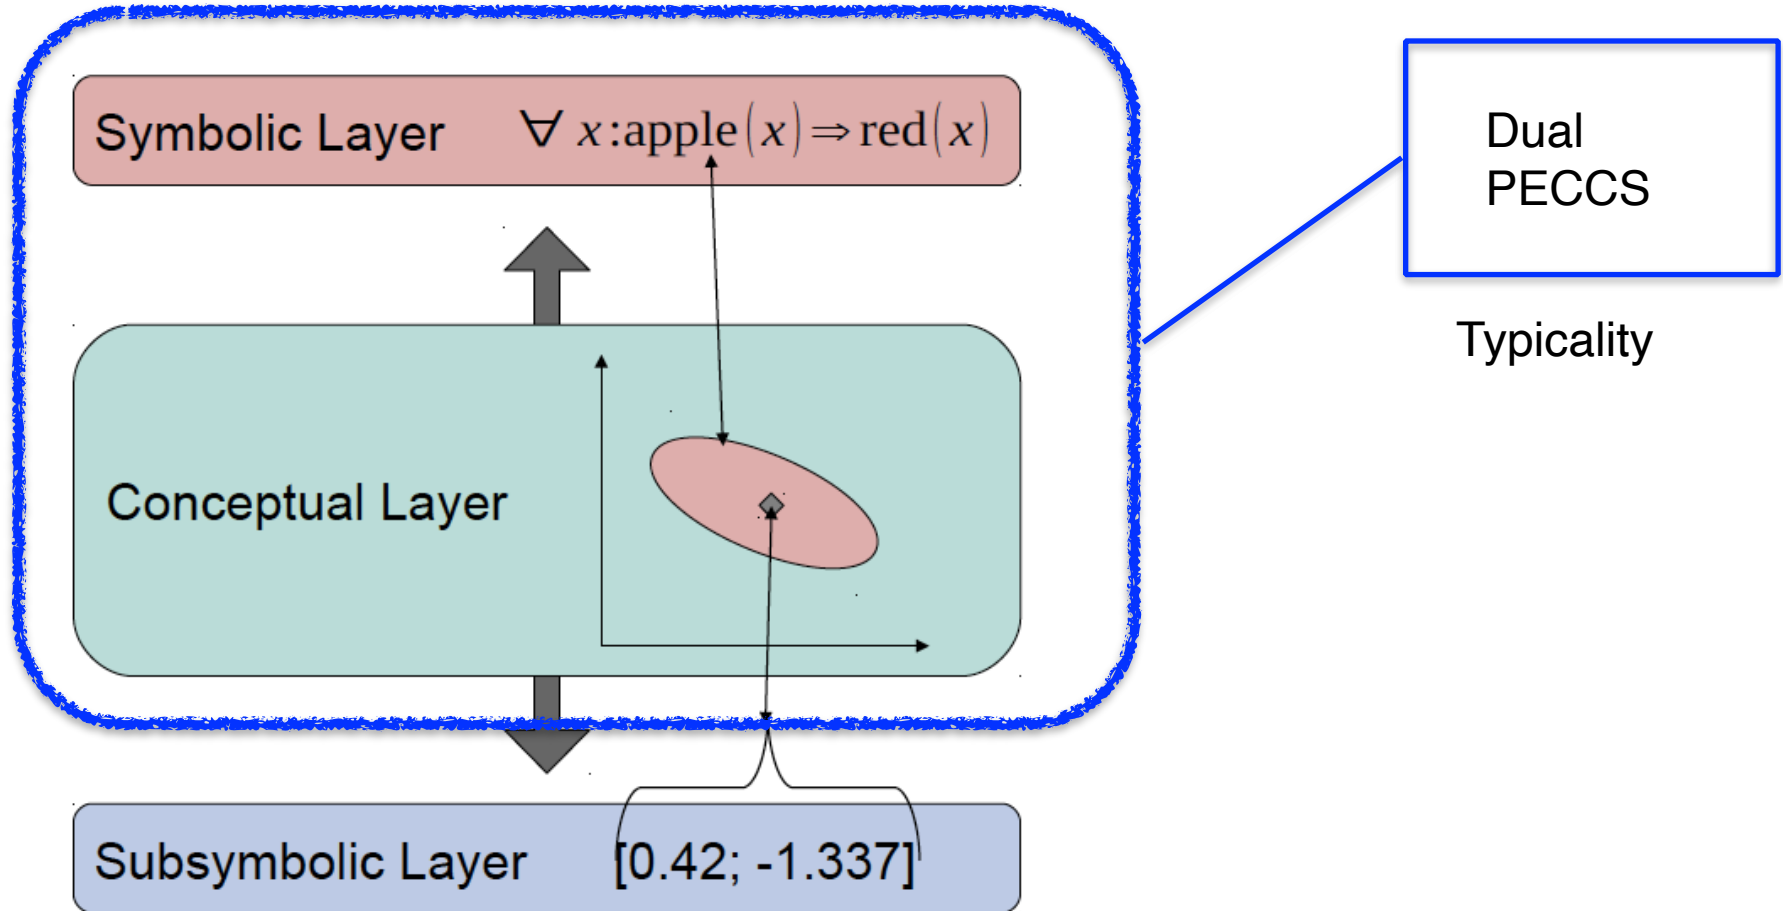 Symbolic Layer ∀ x:apple(x)⇒red(x)
Dual
PECCS
Typicality
Conceptual Layer
Subsymbolic Layer [0.42; -1.337]